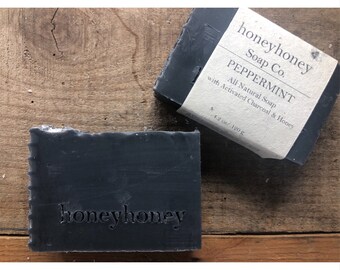 honeyhoney
Soap Co.
PEPPERMINT
All Natural Soap
with Activated Charcoal & Honey
honeyhoney